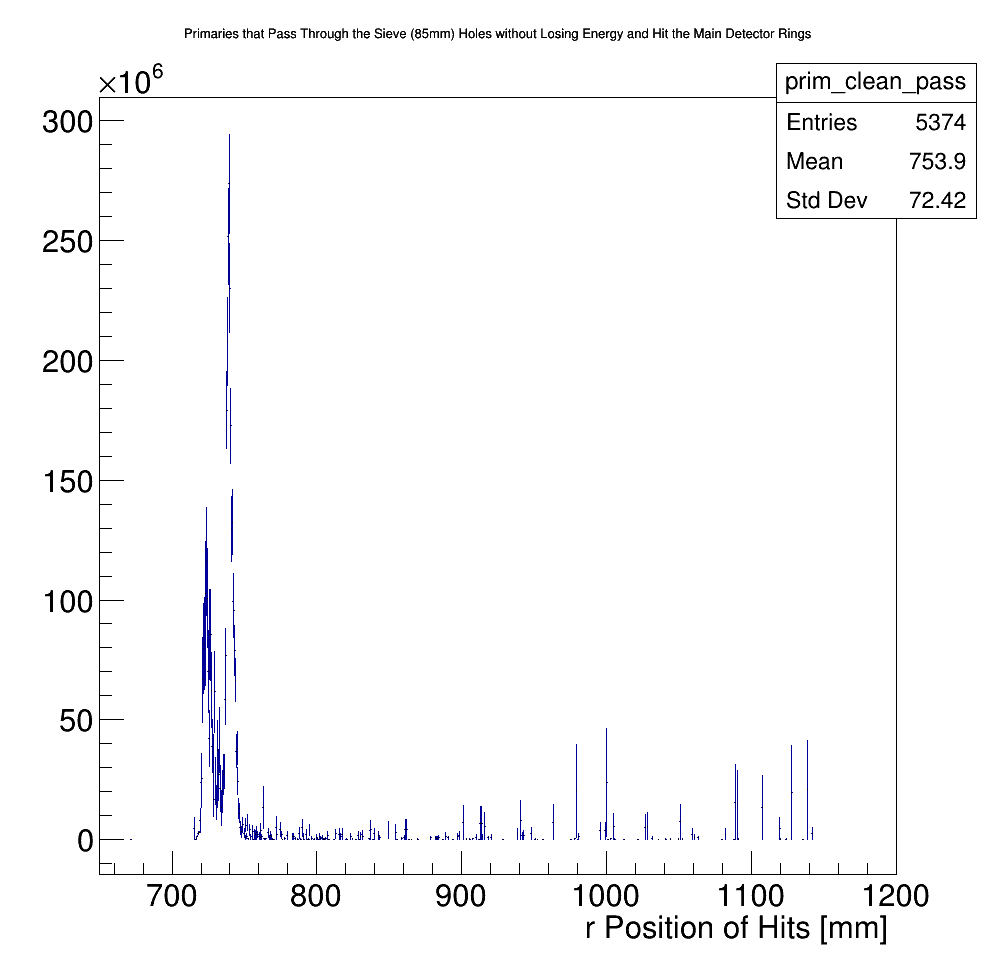 Primaries that Pass Through the Sieve (85mm) Holes without Losing Energy and Hit the Main Detector Rings
×10⁶
prim_clean_pass
Entries 5374
Mean 753.9
Std Dev 72.42
300
250
200
150
100
50
0
700 800 900 1000 1100 1200
r Position of Hits [mm]